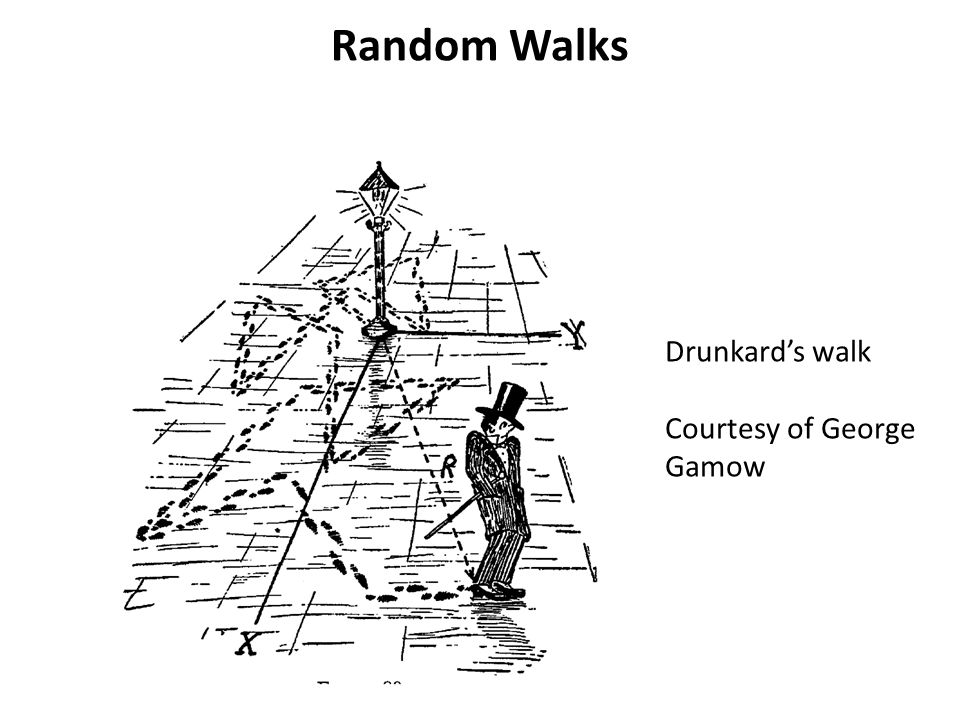 Random Walks
Y
Drunkard’s walk
Courtesy of George
Gamow
R
X